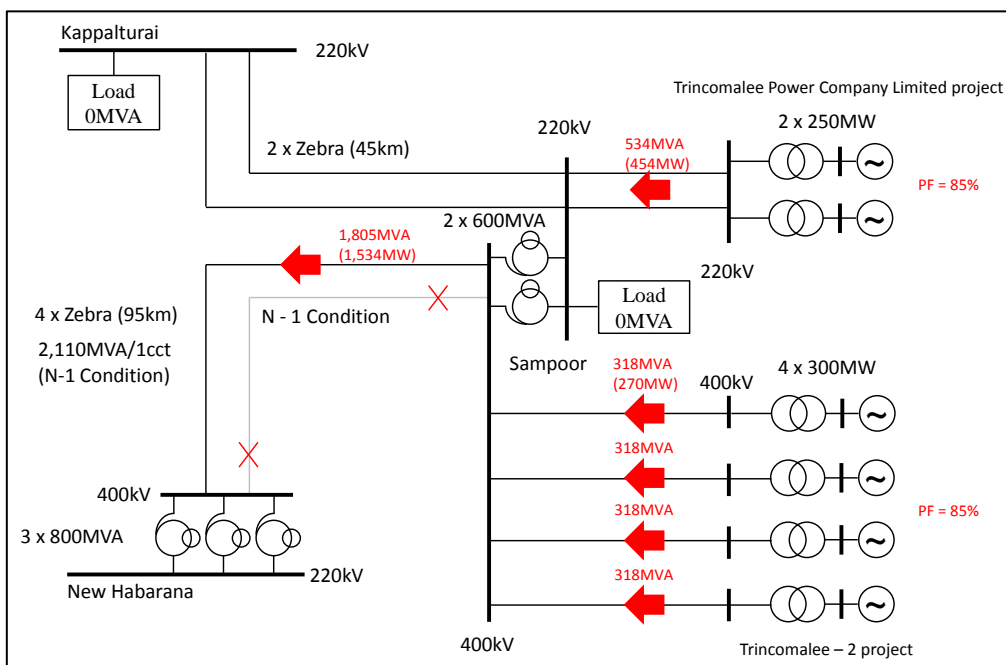 Kappalturai
220kV
Load
0MVA
Trincomalee Power Company Limited project
2 x Zebra (45km)
220kV
534MVA
(454MW)
2 x 250MW
PF = 85%
2 x 600MVA
1,805MVA
(1,534MW)
220kV
4 x Zebra (95km)
2,110MVA/1cct
(N-1 Condition)
N - 1 Condition
Load
0MVA
Sampoor
318MVA
(270MW)
400kV
4 x 300MW
318MVA
318MVA
PF = 85%
318MVA
400kV
3 x 800MVA
220kV
New Habarana
400kV
Trincomalee – 2 project